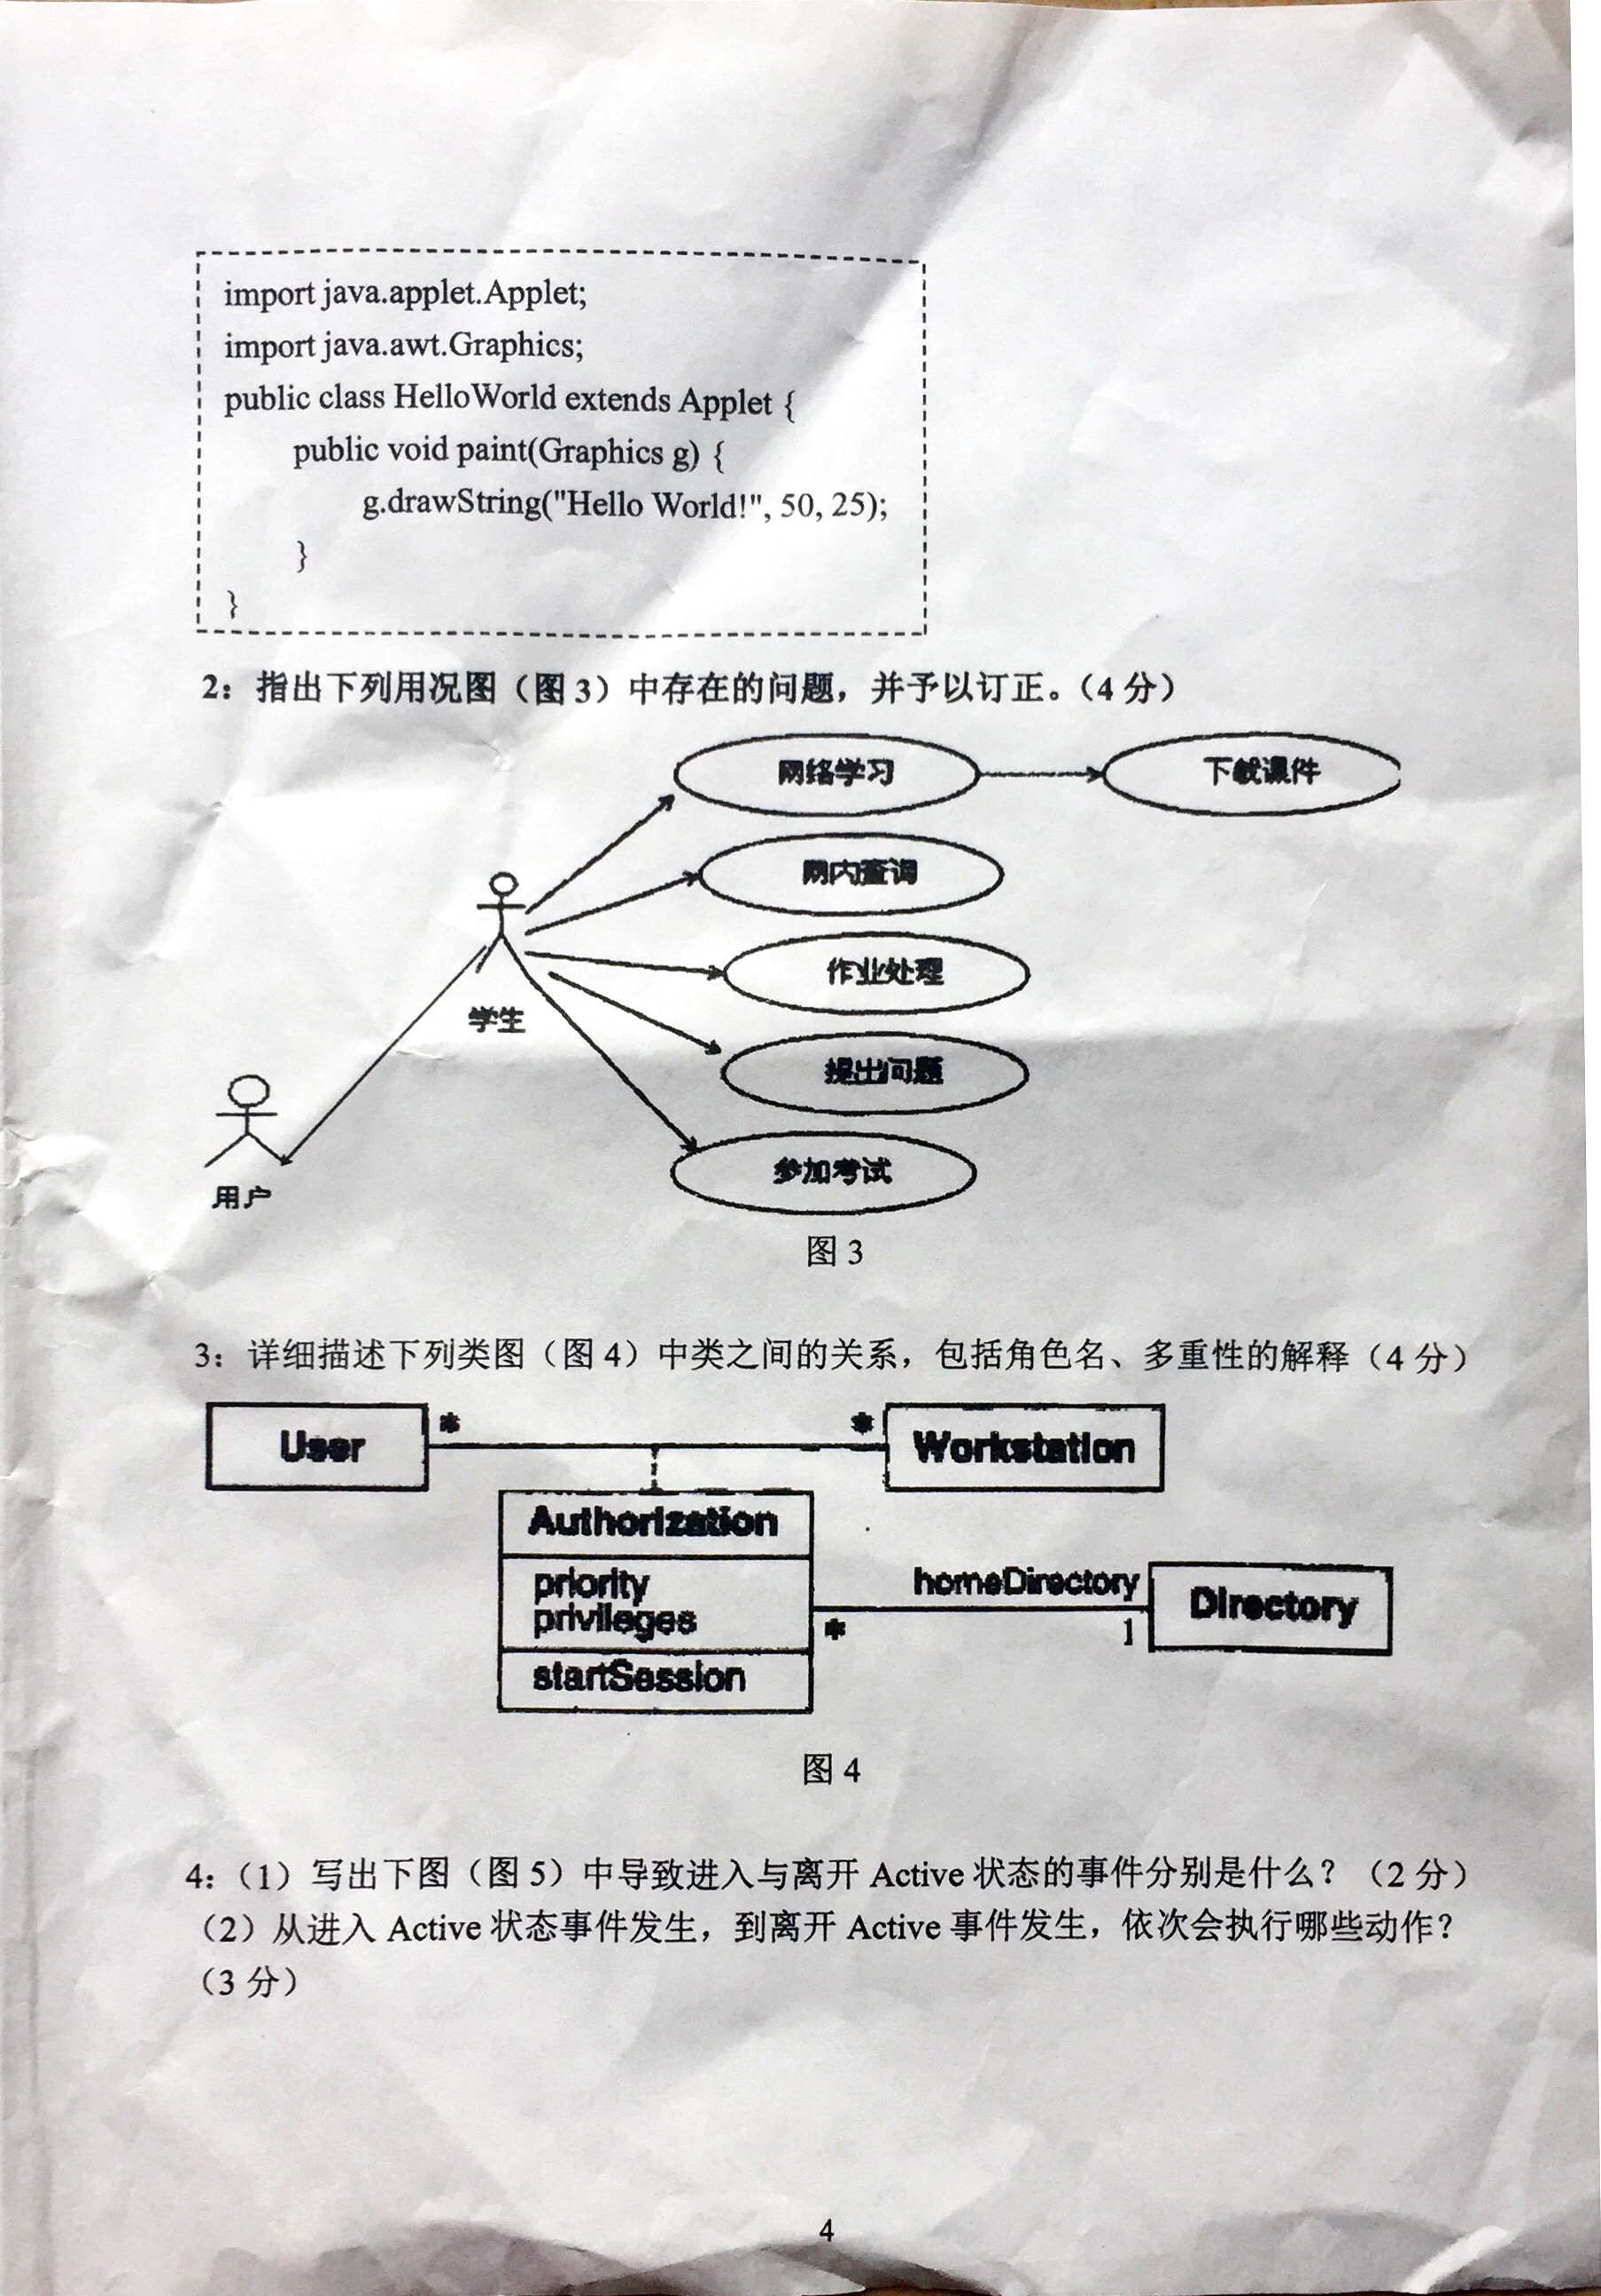 import java.applet.Applet;
import java.awt.Graphics;
public class HelloWorld extends Applet {
public void paint(Graphics g) {
g.drawString("Hello World!", 50, 25);
}
}
2：指出下列用况图（图 3）中存在的问题，并予以订正。（4 分）
网络学习
下载课件
网内查询
作业处理
学生
提出问题
用户
参加考试
图 3
3：详细描述下列类图（图 4）中类之间的关系，包括角色名、多重性的解释（4 分）
User
*
*
Workstation
Authorization
priority
privileges
startSession
homeDirectory
*
1
Directory
图 4
4：（1）写出下图（图 5）中导致进入与离开 Active 状态的事件分别是什么？（2 分）
（2）从进入 Active 状态事件发生，到离开 Active 事件发生，依次会执行哪些动作？
（3 分）
4